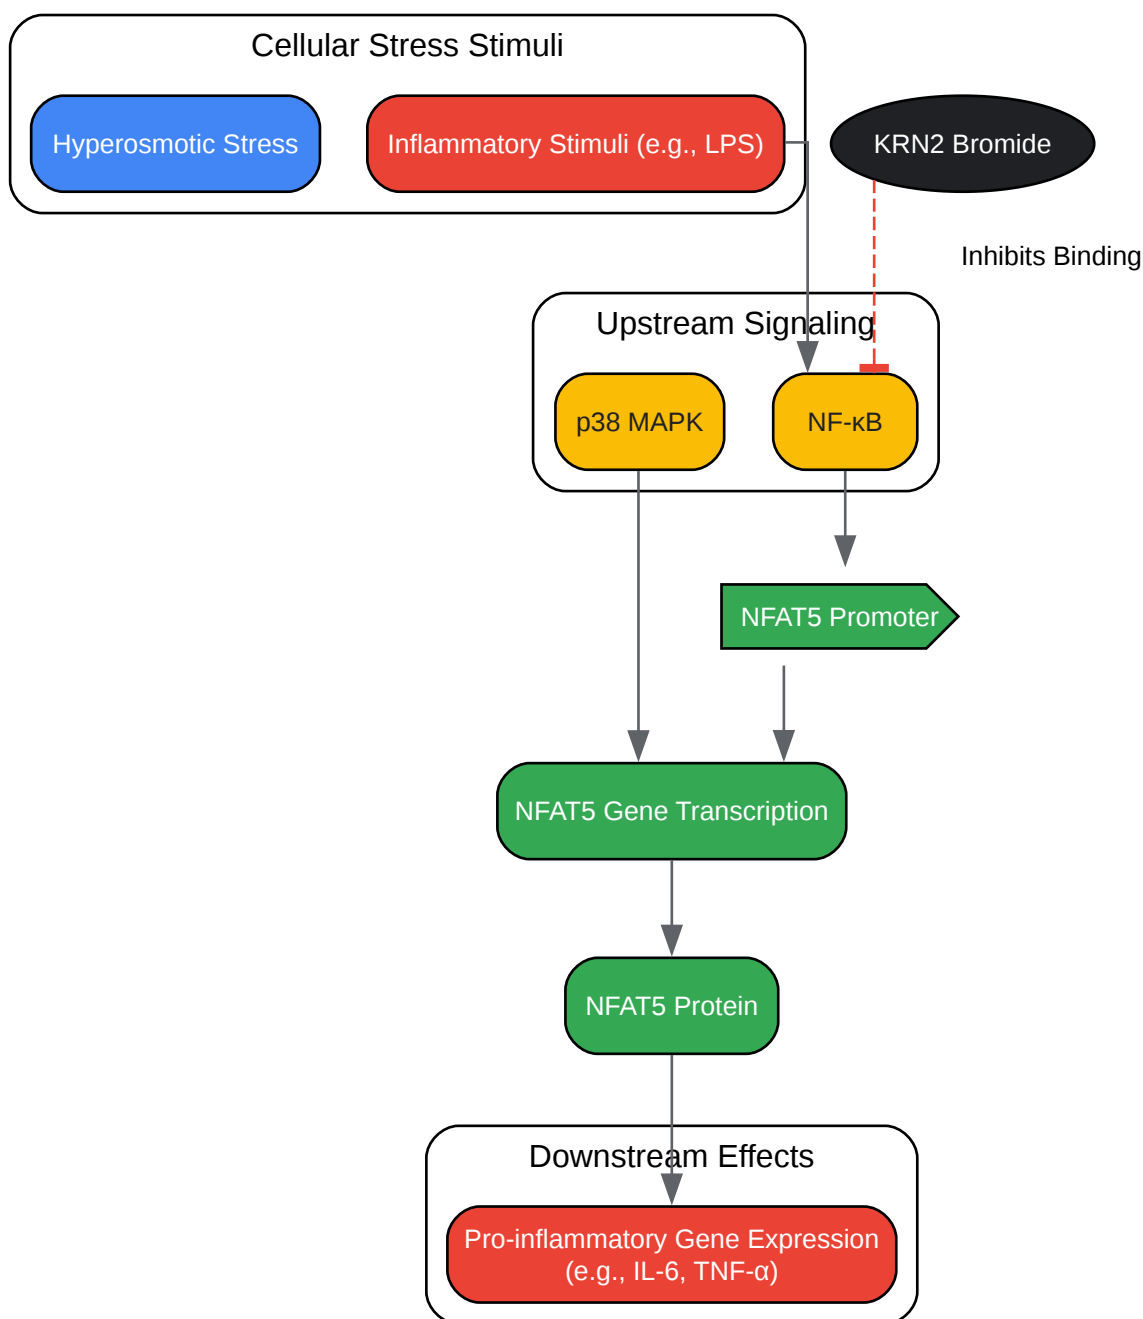 Cellular Stress Stimuli
Hyperosmotic Stress
Inflammatory Stimuli (e.g., LPS)
KRN2 Bromide
Inhibits Binding
Upstream Signaling
p38 MAPK
NF-κB
NFAT5 Promoter
NFAT5 Gene Transcription
NFAT5 Protein
Downstream Effects
Pro-inflammatory Gene Expression
(e.g., IL-6, TNF-α)